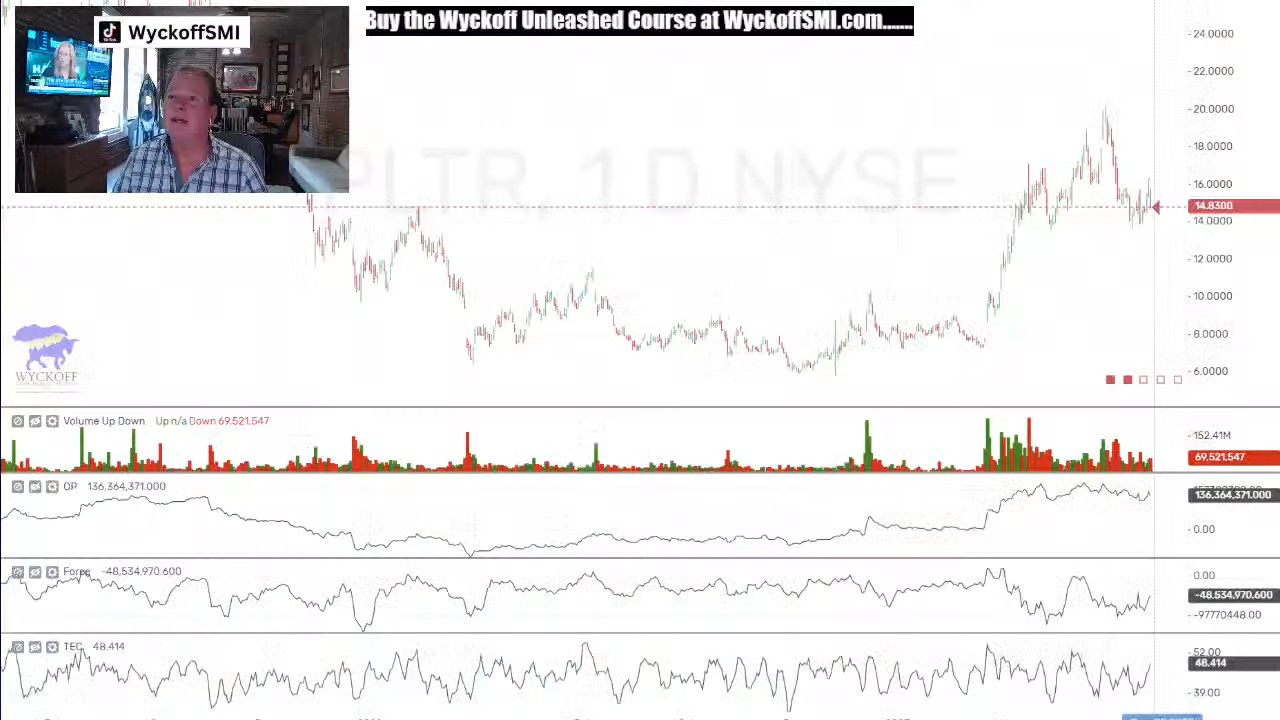 WyckoffSMI
Buy the Wyckoff Unleashed Course at WyckoffSMI.com.......
PLTR, 1D NYSE
24.0000
22.0000
20.0000
18.0000
16.0000
14.8300
14.0000
12.0000
10.0000
8.0000
6.0000
WYCKOFF
Volume Up Down Up n/a Down 69.521.547
152.41M
69.521.547
OP 136,364,371.000
136,364,371.000
0.00
Force -48,534,970.600
0.00
-48,534,970.600
-97770448.00
TEC 48.414
52.00
48.414
39.00